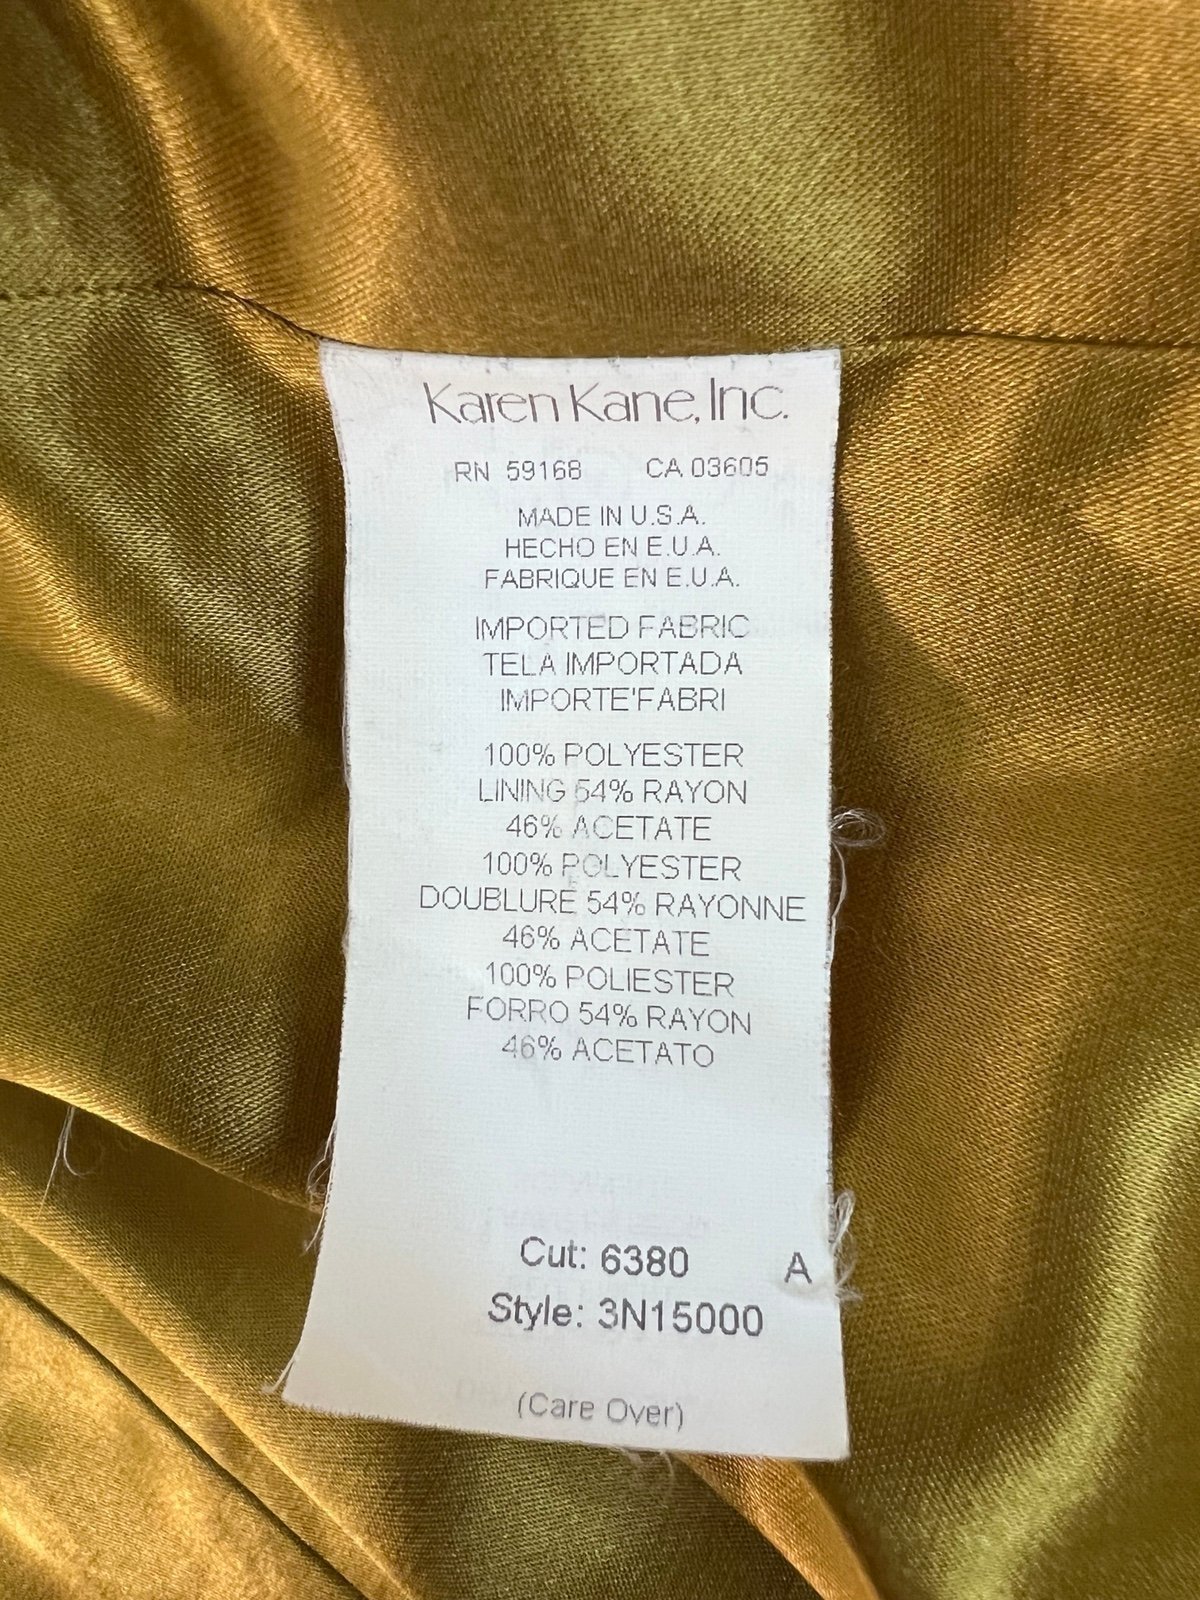 Karen Kane, Inc.
RN 59168 CA 03605
MADE IN U.S.A.
HECHO EN E.U.A.
FABRIQUE EN E.U.A.
IMPORTED FABRIC
TELA IMPORTADA
IMPORTE'FABRI
100% POLYESTER
LINING 54% RAYON
46% ACETATE
100% POLYESTER
DOUBLURE 54% RAYONNE
46% ACETATE
100% POLIESTER
FORRO 54% RAYON
46% ACETATO
Cut: 6380 A
Style: 3N15000
(Care Over)